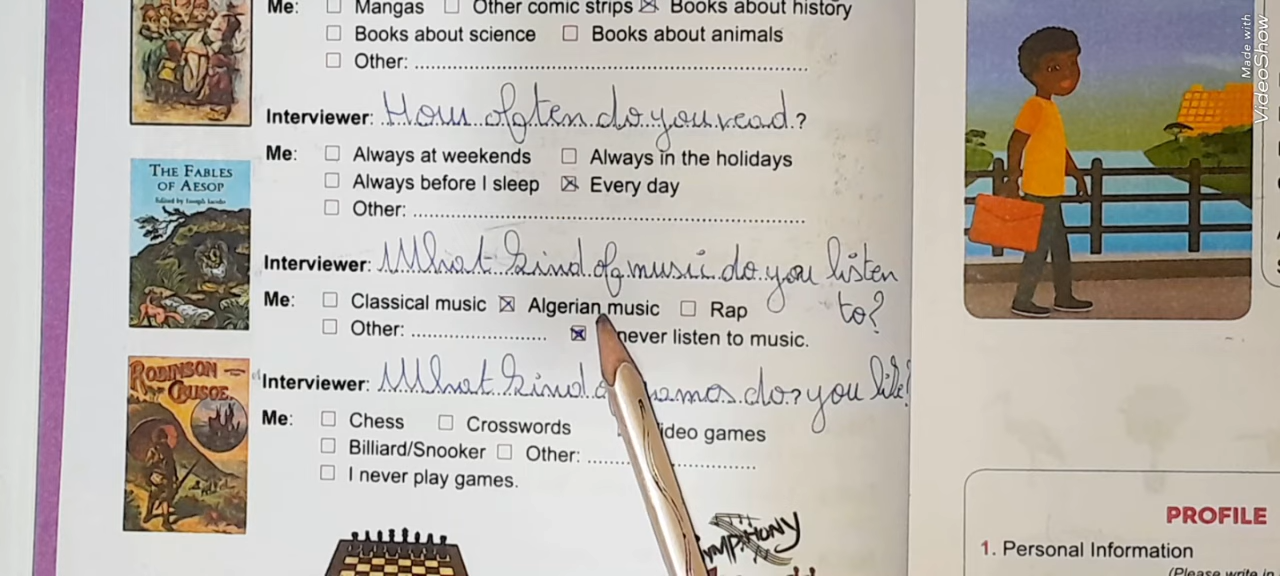 Me: Mangas Other comic strips Books about history
Books about science Books about animals
Other: ........
Interviewer: How often do you read?
Me: Always at weekends Always in the holidays
Always before I sleep Every day
Other: ........
THE FABLES
OF AESOP
Interviewer: What kind of music do you listen
to?
Me: Classical music Algerian music Rap
Other: ........ never listen to music.
ROBINSON
CRUSOE
Interviewer: What kind do you like?
Me: Chess Crosswords video games
Billiard/Snooker Other: ........
I never play games.
SYMPHONY
PROFILE
1. Personal Information
(Please write in
Made with
VideoShow